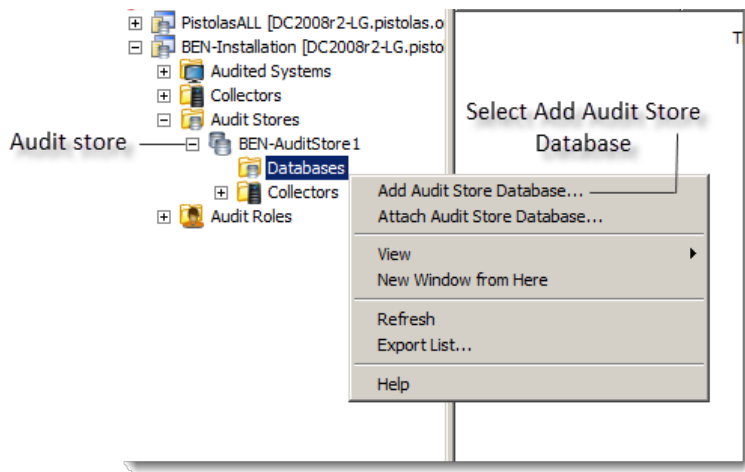 PistolasALL [DC2008r2-LG.pistolas.o
BEN-Installation [DC2008r2-LG.pisto
Audited Systems
Collectors
Audit Stores
Audit store
BEN-AuditStore1
Databases
Collectors
Audit Roles
Select Add Audit Store
Database
Add Audit Store Database...
Attach Audit Store Database...
View
New Window from Here
Refresh
Export List...
Help